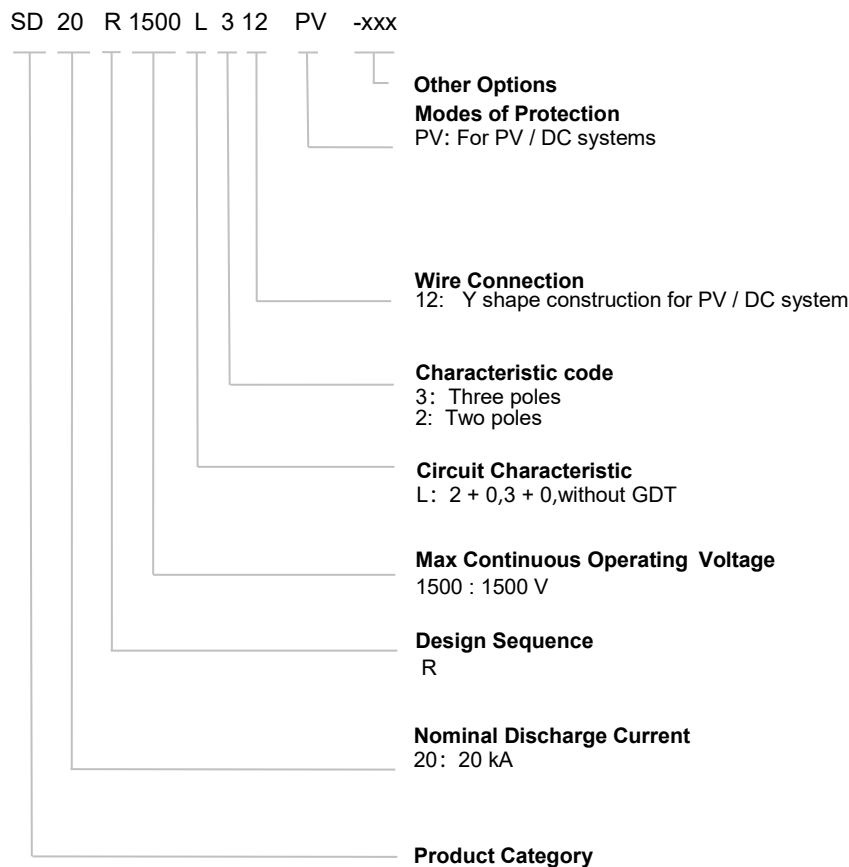 SD 20 R 1500 L 3 12 PV -xxx
Other Options
Modes of Protection
PV: For PV / DC systems
Wire Connection
12: Y shape construction for PV / DC system
Characteristic code
3: Three poles
2: Two poles
Circuit Characteristic
L: 2 + 0,3 + 0,without GDT
Max Continuous Operating Voltage
1500 : 1500 V
Design Sequence
R
Nominal Discharge Current
20: 20 kA
Product Category